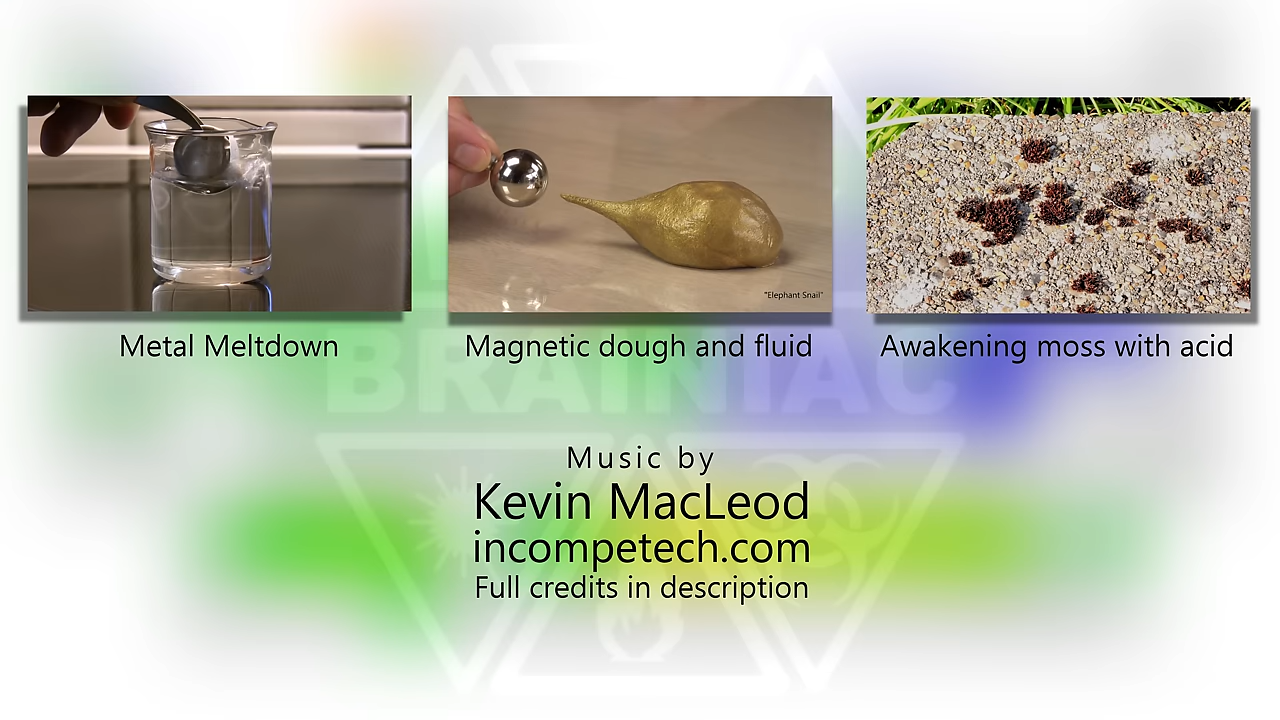 "Elephant Snail"
Metal Meltdown
Magnetic dough and fluid
Awakening moss with acid
BRAINIAC
Music by
Kevin MacLeod
incompetech.com
Full credits in description